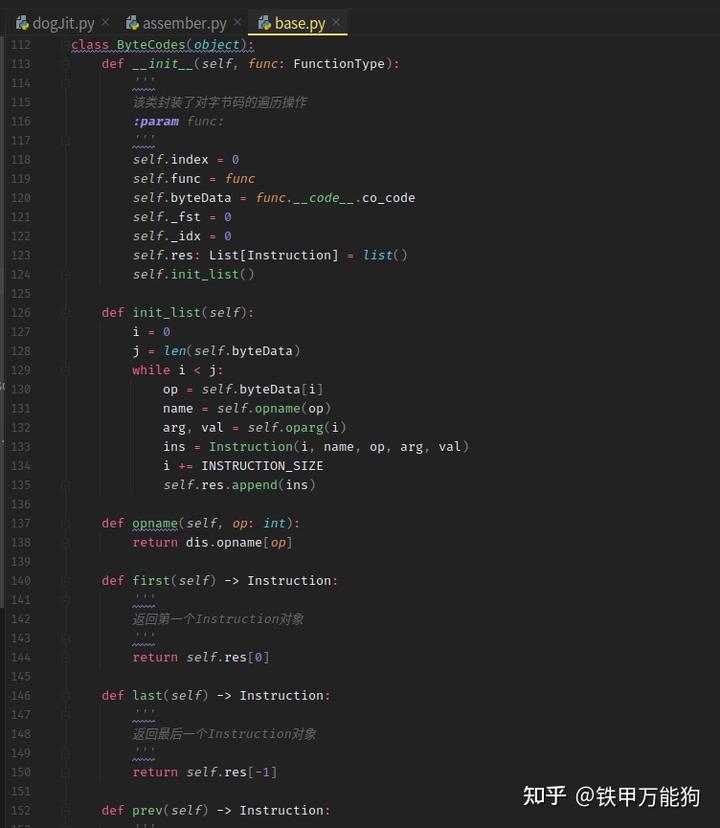 dogJit.py × assember.py × base.py ×
112 class ByteCodes(object):
113     def __init__(self, func: FunctionType):
114         '''
115         该类封装了对字节码的遍历操作
116         :param func:
117         '''
118         self.index = 0
119         self.func = func
120         self.byteData = func.__code__.co_code
121         self._fst = 0
122         self._idx = 0
123         self.res: List[Instruction] = list()
124         self.init_list()
125
126     def init_list(self):
127         i = 0
128         j = len(self.byteData)
129         while i < j:
130             op = self.byteData[i]
131             name = self.opname(op)
132             arg, val = self.oparg(i)
133             ins = Instruction(i, name, op, arg, val)
134             i += INSTRUCTION_SIZE
135             self.res.append(ins)
136
137     def opname(self, op: int):
138         return dis.opname[op]
139
140     def first(self) -> Instruction:
141         '''
142         返回第一个Instruction对象
143         '''
144         return self.res[0]
145
146     def last(self) -> Instruction:
147         '''
148         返回最后一个Instruction对象
149         '''
150         return self.res[-1]
151
152     def prev(self) -> Instruction:
知乎 @铁甲万能狗